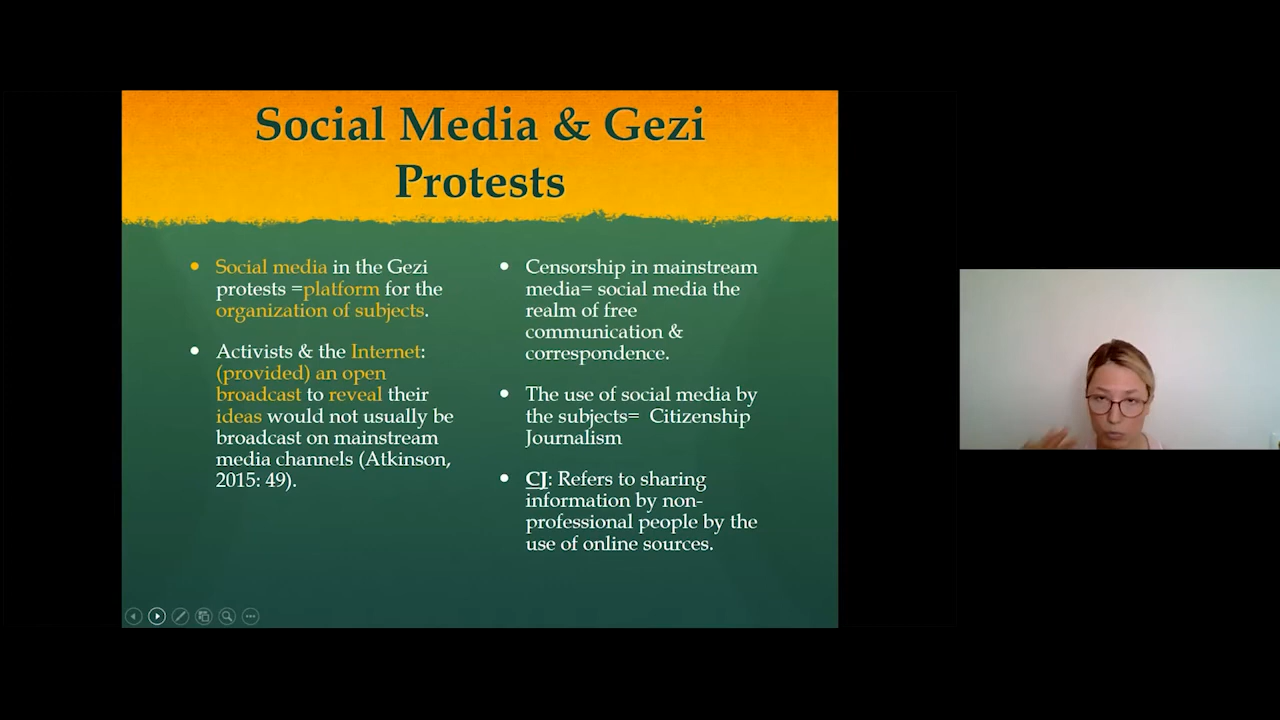 Social Media & Gezi
Protests
Social media in the Gezi
protests =platform for the
organization of subjects.
Activists & the Internet:
(provided) an open
broadcast to reveal their
ideas would not usually be
broadcast on mainstream
media channels (Atkinson,
2015: 49).
Censorship in mainstream
media= social media the
realm of free
communication &
correspondence.
The use of social media by
the subjects= Citizenship
Journalism
CJ: Refers to sharing
information by non-
professional people by the
use of online sources.